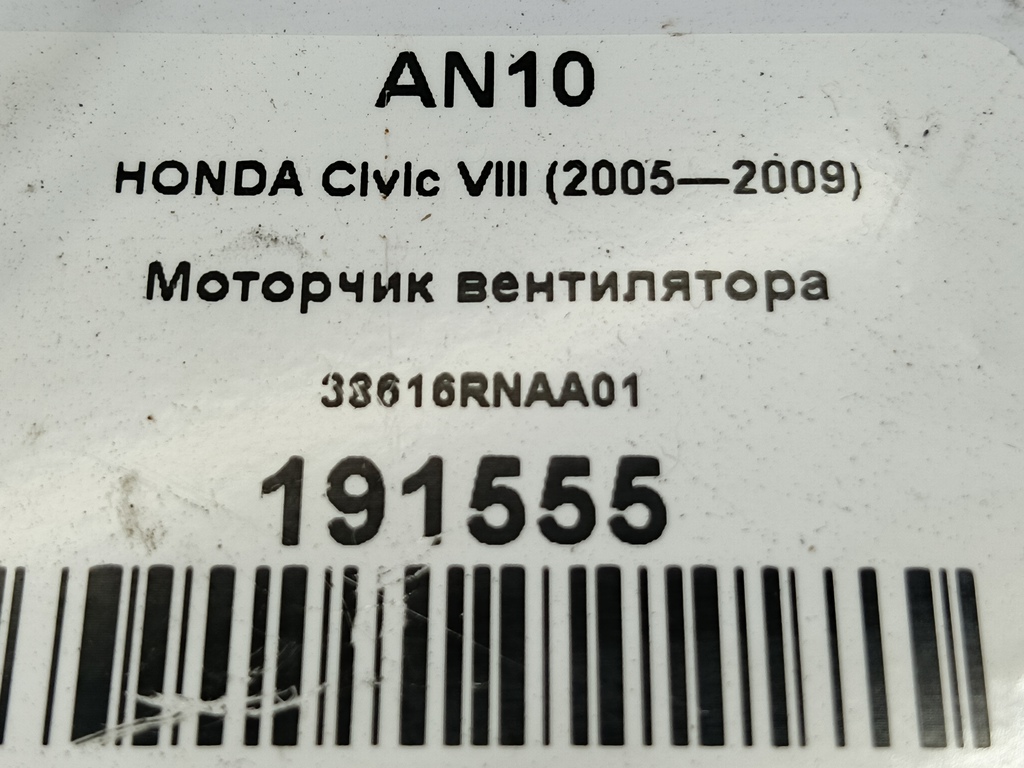 AN10
HONDA Civic VIII (2005—2009)
Моторчик вентилятора
38616RNAA01
191555